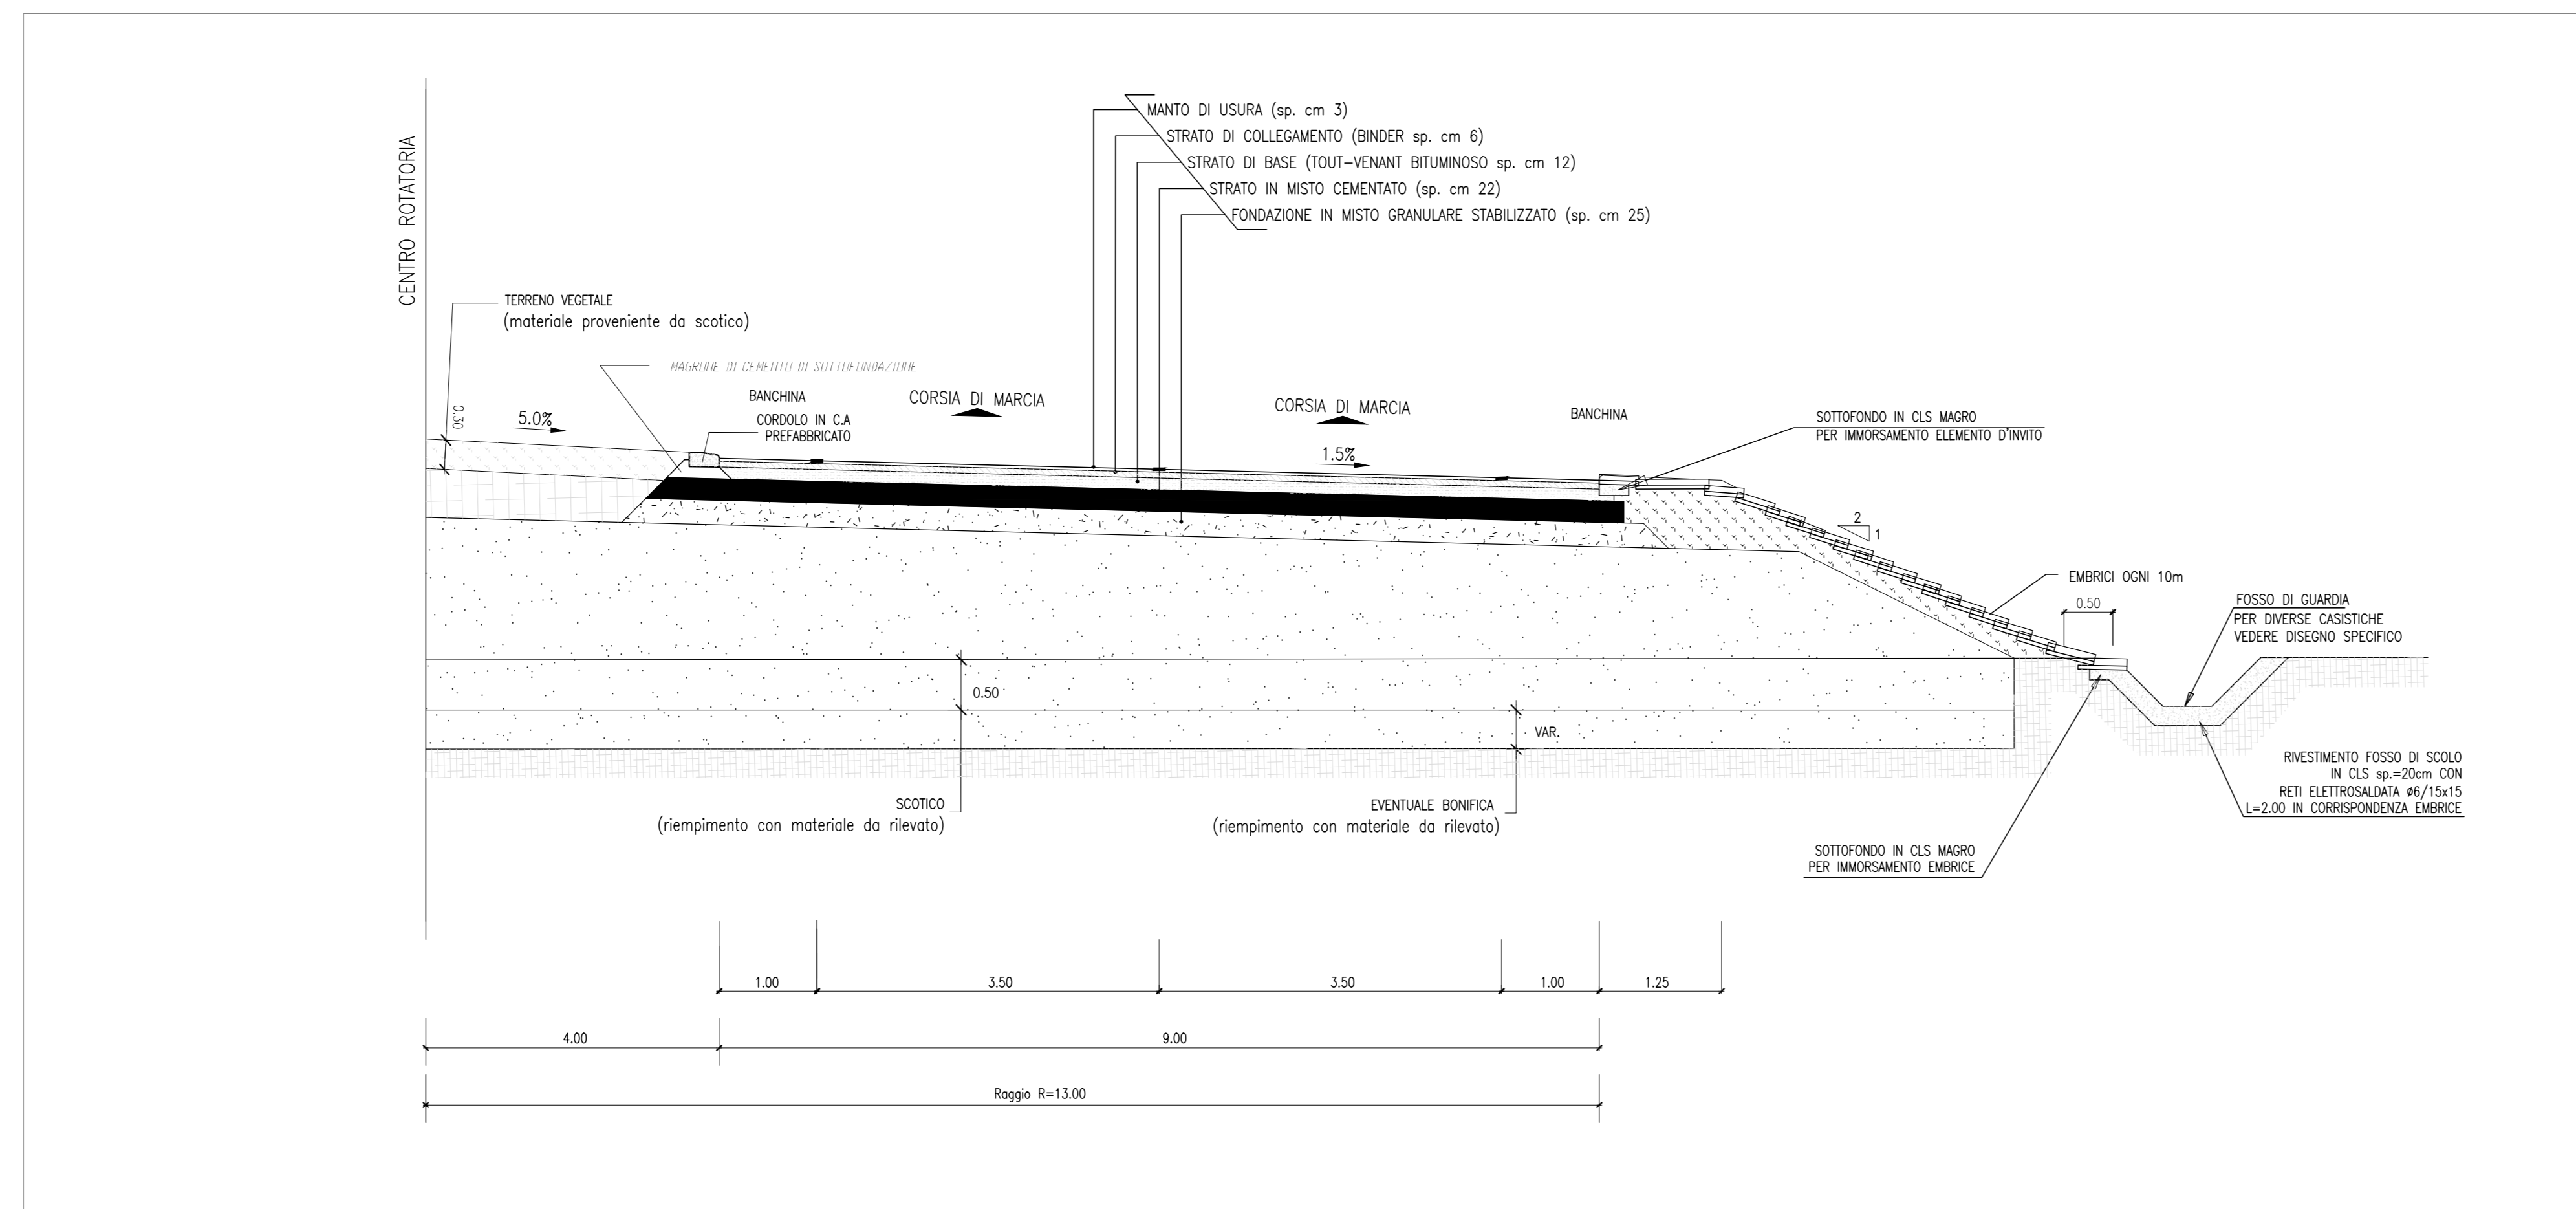 MANTO DI USURA (sp. cm 3)
STRATO DI COLLEGAMENTO (BINDER sp. cm 6)
STRATO DI BASE (TOUT-VENANT BITUMINOSO sp. cm 12)
STRATO IN MISTO CEMENTATO (sp. cm 22)
FONDAZIONE IN MISTO GRANULARE STABILIZZATO (sp. cm 25)
CENTRO ROTATORIA
TERRENO VEGETALE
(materiale proveniente da scotico)
MAGRONE DI CEMENTO DI SOTTOFONDAZIONE
BANCHINA
CORDOLO IN C.A
PREFABBRICATO
CORSIA DI MARCIA
CORSIA DI MARCIA
BANCHINA
SOTTOFONDO IN CLS MAGRO
PER IMMORSAMENTO ELEMENTO D'INVITO
0.30
5.0%
1.5%
2
1
EMBRICI OGNI 10m
0.50
FOSSO DI GUARDIA
PER DIVERSE CASISTICHE
VEDERE DISEGNO SPECIFICO
0.50
VAR.
RIVESTIMENTO FOSSO DI SCOLO
IN CLS sp.=20cm CON
RETI ELETTROSALDATA ø6/15x15
L=2.00 IN CORRISPONDENZA EMBRICE
SCOTICO
(riempimento con materiale da rilevato)
EVENTUALE BONIFICA
(riempimento con materiale da rilevato)
SOTTOFONDO IN CLS MAGRO
PER IMMORSAMENTO EMBRICE
1.00
3.50
3.50
1.00
1.25
4.00
9.00
Raggio R=13.00